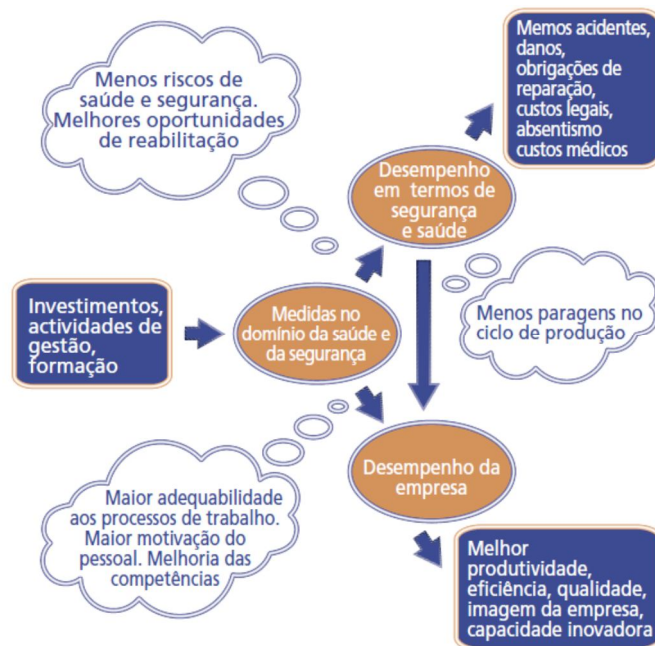 Memos acidentes,
danos,
obrigações de
reparação,
custos legais,
absentismo
custos médicos
Menos riscos de
saúde e segurança.
Melhores oportunidades
de reabilitação
Desempenho
em termos de
segurança
e saúde
Investimentos,
actividades de
gestão,
formação
Medidas no
domínio da saúde e
da segurança
Menos paragens no
ciclo de produção
Maior adequabilidade
aos processos de trabalho.
Maior motivação do
pessoal. Melhoria das
competências
Desempenho da
empresa
Melhor
produtividade,
eficiência, qualidade,
imagem da empresa,
capacidade inovadora